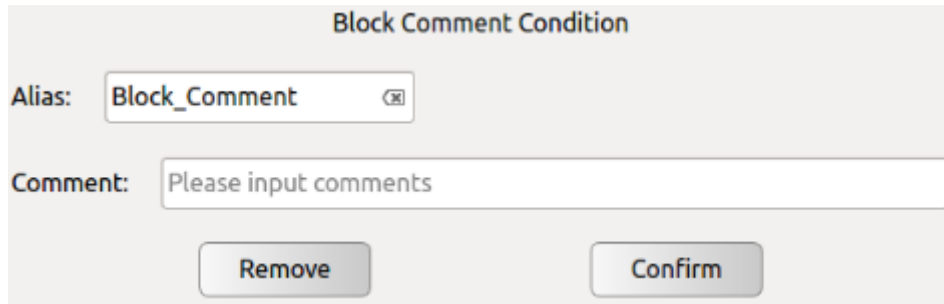 Block Comment Condition
Alias: Block_Comment
Comment: Please input comments
Remove Confirm